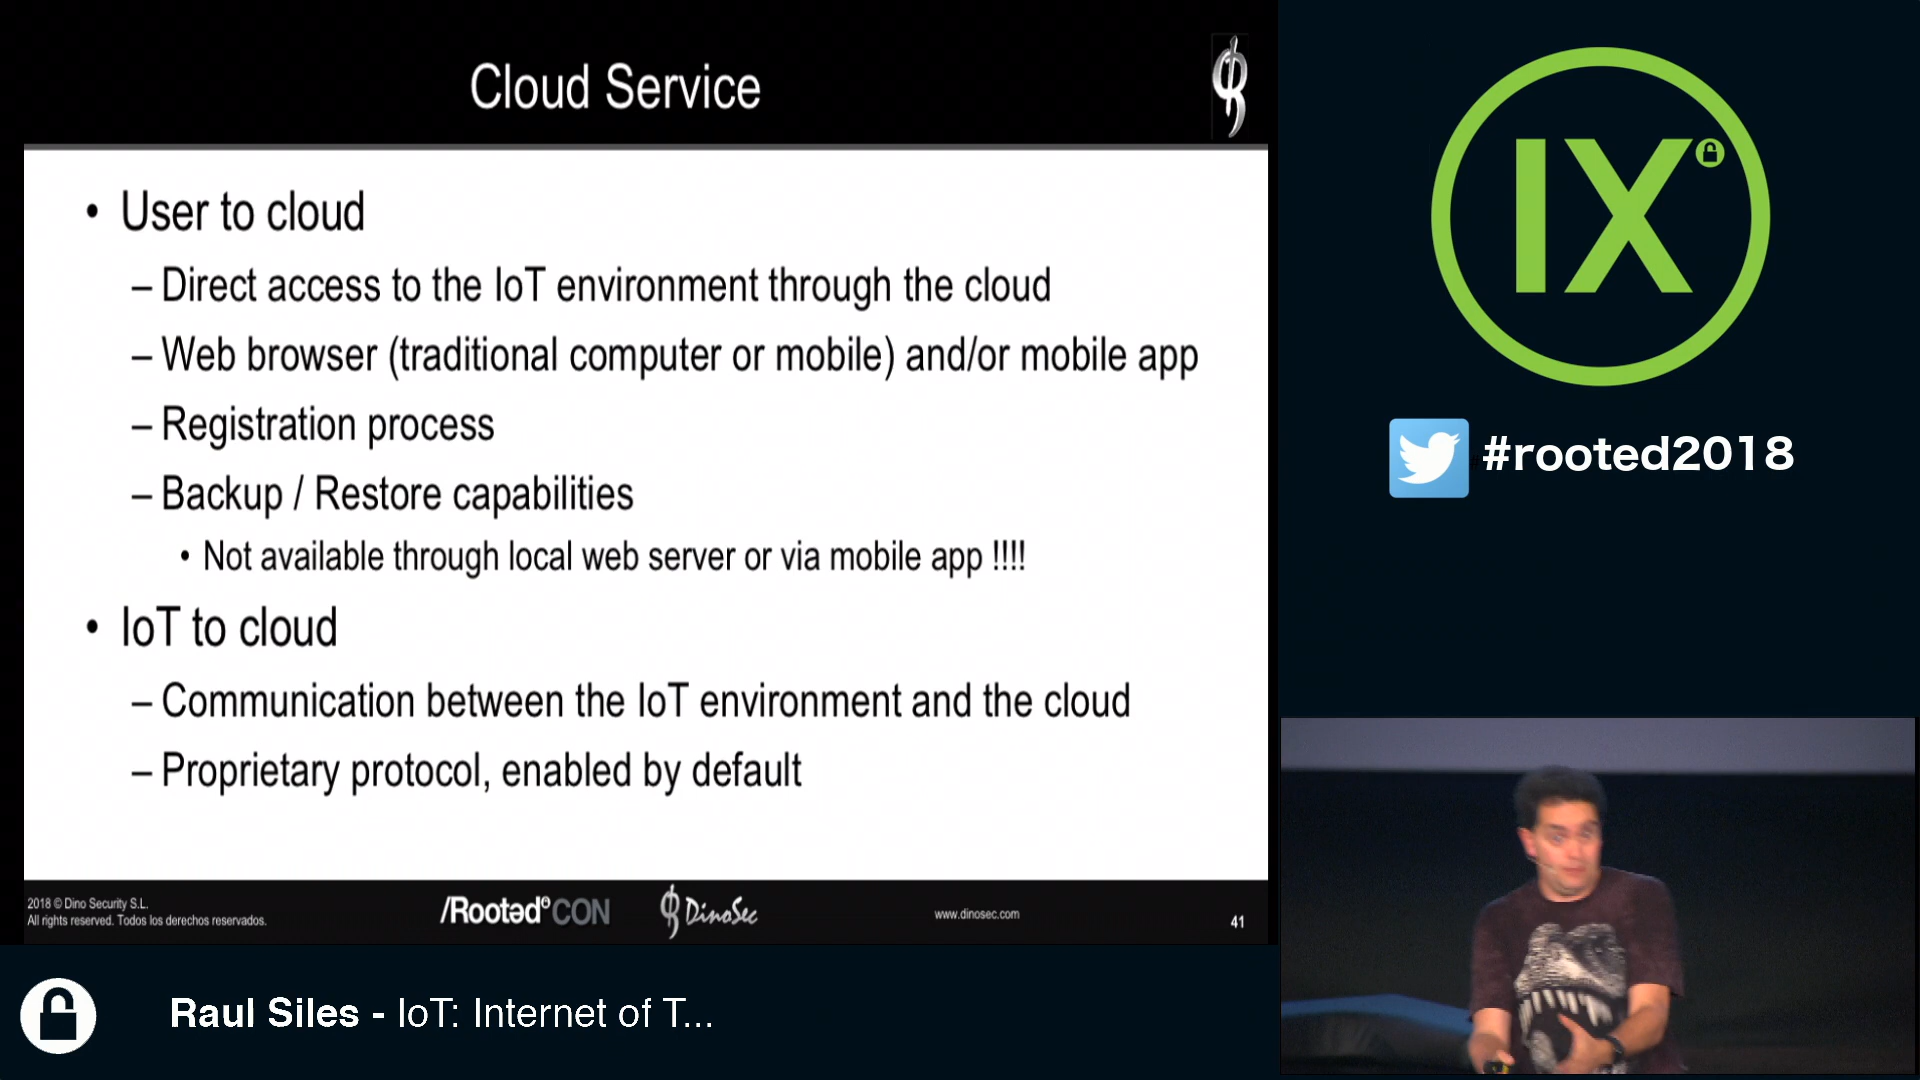 Cloud Service
• User to cloud
– Direct access to the IoT environment through the cloud
– Web browser (traditional computer or mobile) and/or mobile app
– Registration process
– Backup / Restore capabilities
• Not available through local web server or via mobile app !!!!
• IoT to cloud
– Communication between the IoT environment and the cloud
– Proprietary protocol, enabled by default
2018 © Dino Security S.L.
All rights reserved. Todos los derechos reservados.
/Rootəd CON
DinoSec
www.dinosec.com
41
IX
#rooted2018
Raul Siles - IoT: Internet of T...